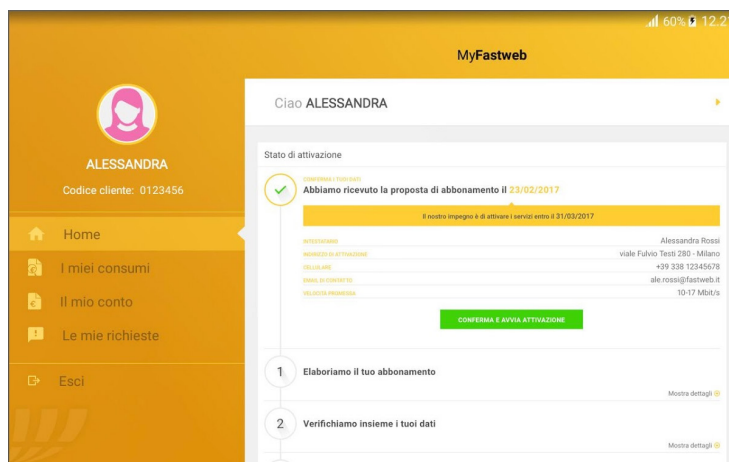 60% 12.21
MyFastweb
ALESSANDRA
Codice cliente: 0123456
Home
I miei consumi
Il mio conto
Le mie richieste
Esci
Ciao ALESSANDRA
Stato di attivazione
CONFERMA I TUOI DATI
Abbiamo ricevuto la proposta di abbonamento il 23/02/2017
Il nostro impegno è di attivare i servizi entro il 31/03/2017
INTESTATARIO Alessandra Rossi
INDIRIZZO DI ATTIVAZIONE viale Fulvio Testi 280 - Milano
CELLULARE +39 338 12345678
EMAIL DI CONTATTO ale.rossi@fastweb.it
VELOCITÀ PROMESSA 10-17 Mbit/s
CONFERMA E AVVIA ATTIVAZIONE
1 Elaboriamo il tuo abbonamento
Mostra dettagli
2 Verifichiamo insieme i tuoi dati
Mostra dettagli